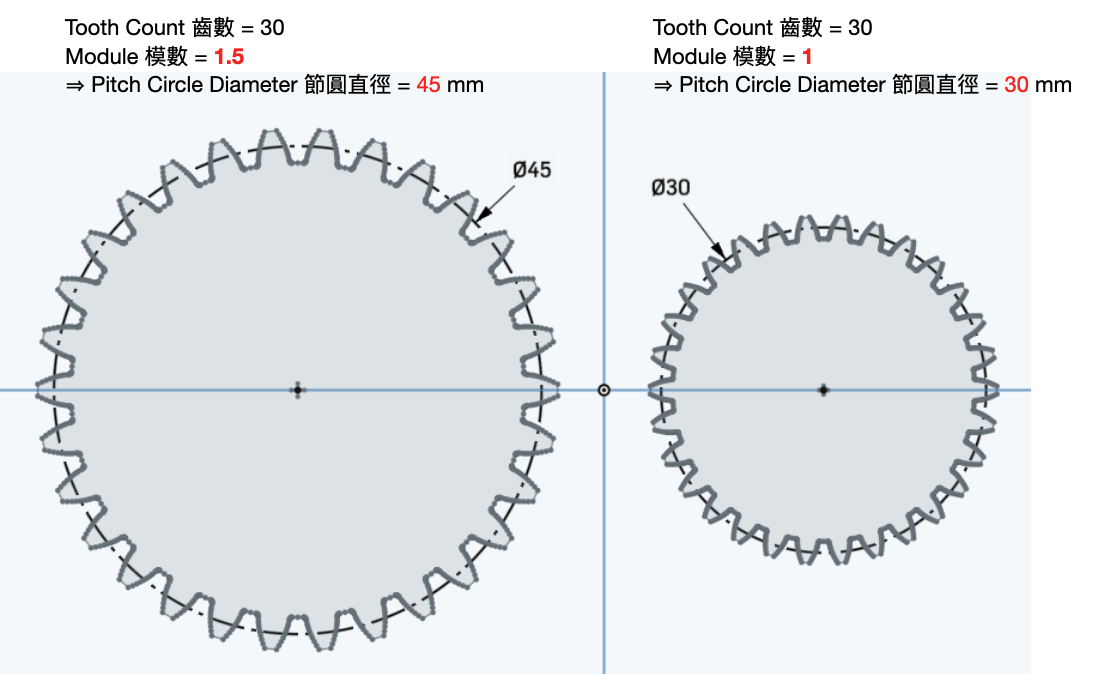 Tooth Count 齒數 = 30
Module 模數 = 1.5
⇒ Pitch Circle Diameter 節圓直徑 = 45 mm
Tooth Count 齒數 = 30
Module 模數 = 1
⇒ Pitch Circle Diameter 節圓直徑 = 30 mm
Ø45
Ø30